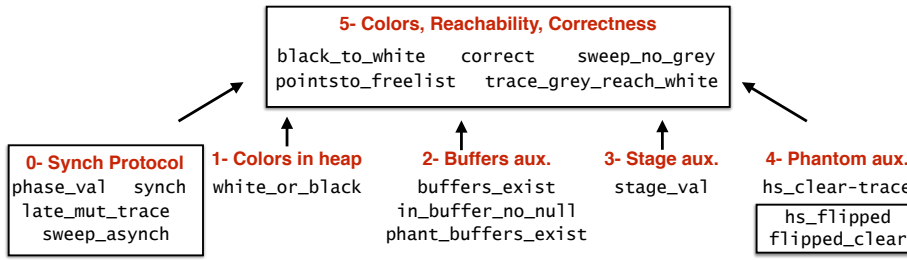 5- Colors, Reachability, Correctness
black_to_white correct sweep_no_grey
pointsto_freelist trace_grey_reach_white
0- Synch Protocol
phase_val synch
late_mut_trace
sweep_asynch
1- Colors in heap
white_or_black
2- Buffers aux.
buffers_exist
in_buffer_no_null
phant_buffers_exist
3- Stage aux.
stage_val
4- Phantom aux.
hs_clear-trace
hs_flipped
flipped_clear